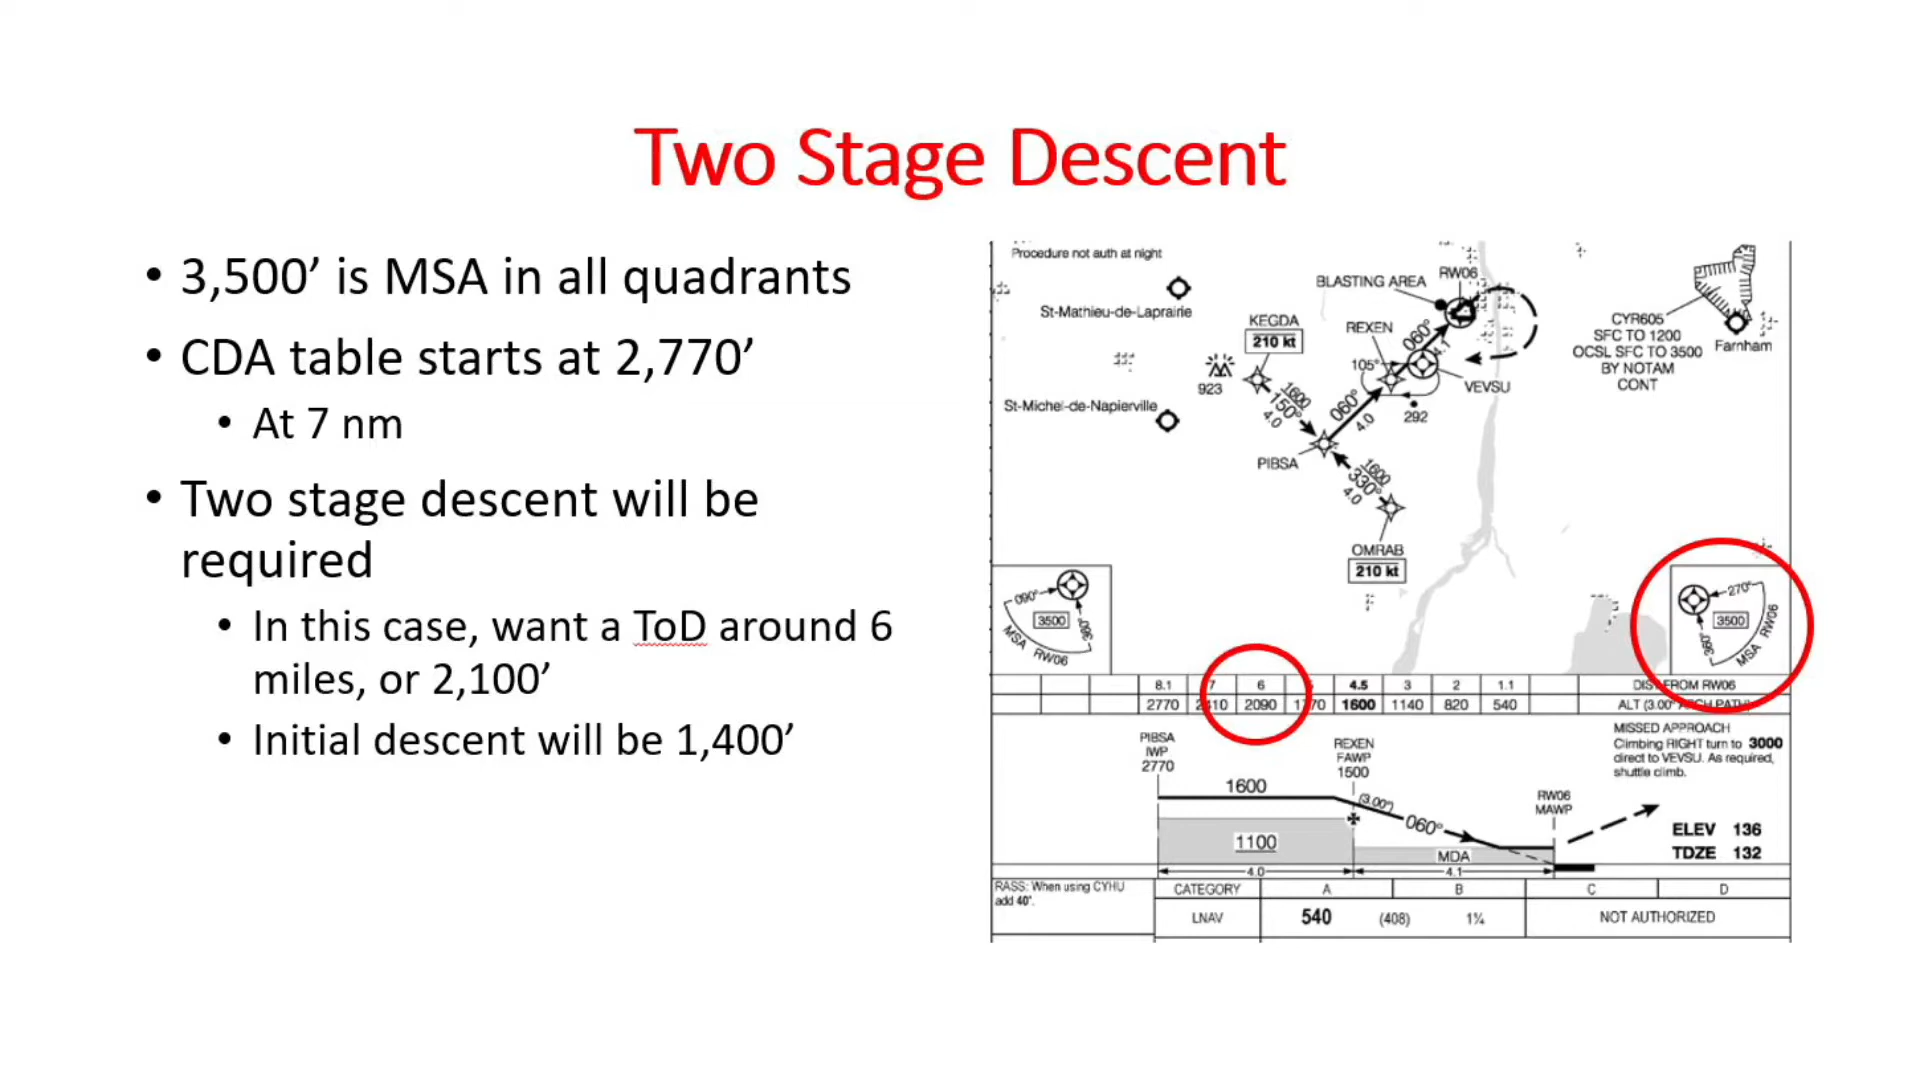 Two Stage Descent
• 3,500’ is MSA in all quadrants
• CDA table starts at 2,770’
• At 7 nm
• Two stage descent will be
required
• In this case, want a ToD around 6
miles, or 2,100’
• Initial descent will be 1,400’
Procedure not auth at night
St-Mathieu-de-Laprairie
BLASTING AREA
RW06
KEGDA
210 kt
REXEN
060°
4.1
105°
VEVSU
923
1600
150°
4.0
060°
4.0
292
St-Michel-de-Napierville
PIBSA
1600
330°
4.0
OMRAB
210 kt
CYR605
SFC TO 1200
OCSL SFC TO 3500
BY NOTAM
CONT
Farnham
090°
3500
360°
MSA RW06
270°
3500
360°
MSA RW06
8.1 7 6 4.5 3 2 1.1 DIST FROM RW06
2770 2410 2090 1770 1600 1140 820 540 ALT (3.00° APCH PATH)
PIBSA
IWP
2770
REXEN
FAWP
1500
1600
(3.00°)
060°
1100
MDA
4.0
4.1
RW06
MAWP
MISSED APPROACH
Climbing RIGHT turn to 3000
direct to VEVSU. As required,
shuttle climb.
ELEV 136
TDZE 132
RASS: When using CYHU
add 40'.
CATEGORY A B C D
LNAV 540 (408) 1¼ NOT AUTHORIZED